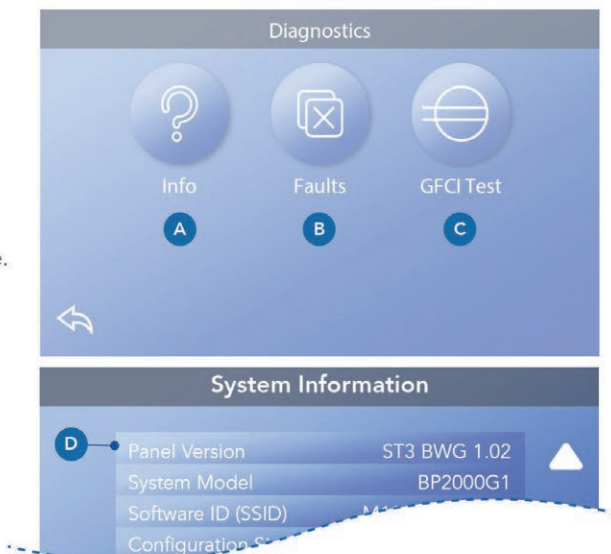 Diagnostics
Info Faults GFCI Test
A B C
e.
System Information
D Panel Version ST3 BWG 1.02
System Model BP2000G1
Software ID (SSID)
Configuration